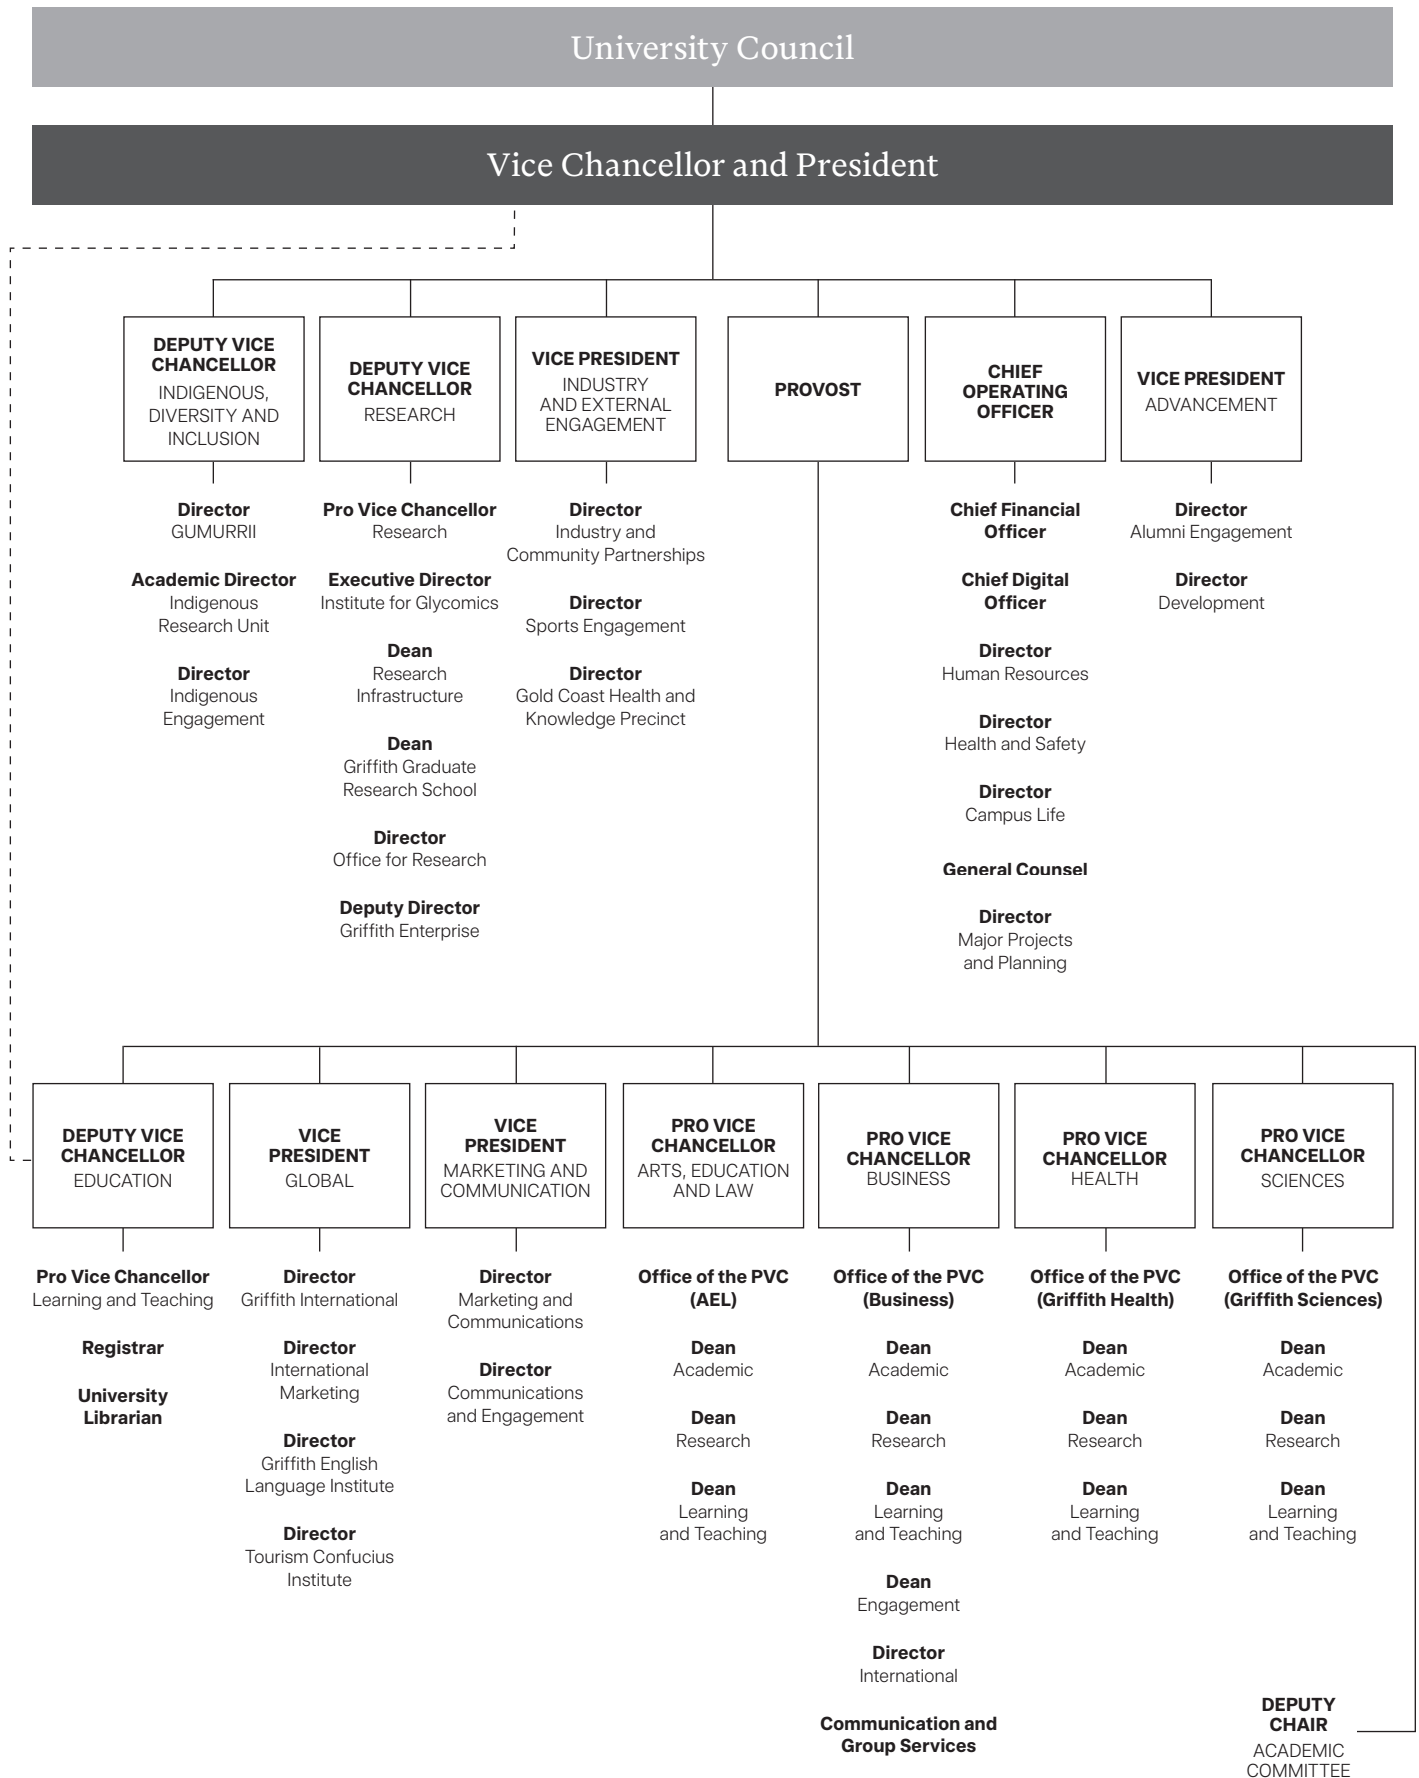 University Council
Vice Chancellor and President
DEPUTY VICE
CHANCELLOR
INDIGENOUS,
DIVERSITY AND
INCLUSION
DEPUTY VICE
CHANCELLOR
RESEARCH
VICE PRESIDENT
INDUSTRY
AND EXTERNAL
ENGAGEMENT
PROVOST
CHIEF
OPERATING
OFFICER
VICE PRESIDENT
ADVANCEMENT
Director
GUMURRII
Academic Director
Indigenous
Research Unit
Director
Indigenous
Engagement
Pro Vice Chancellor
Research
Executive Director
Institute for Glycomics
Dean
Research
Infrastructure
Dean
Griffith Graduate
Research School
Director
Office for Research
Deputy Director
Griffith Enterprise
Director
Industry and
Community Partnerships
Director
Sports Engagement
Director
Gold Coast Health and
Knowledge Precinct
Chief Financial
Officer
Chief Digital
Officer
Director
Human Resources
Director
Health and Safety
Director
Campus Life
General Counsel
Director
Major Projects
and Planning
Director
Alumni Engagement
Director
Development
DEPUTY VICE
CHANCELLOR
EDUCATION
VICE
PRESIDENT
GLOBAL
VICE
PRESIDENT
MARKETING AND
COMMUNICATION
PRO VICE
CHANCELLOR
ARTS, EDUCATION
AND LAW
PRO VICE
CHANCELLOR
BUSINESS
PRO VICE
CHANCELLOR
HEALTH
PRO VICE
CHANCELLOR
SCIENCES
Pro Vice Chancellor
Learning and Teaching
Registrar
University
Librarian
Director
Griffith International
Director
International
Marketing
Director
Griffith English
Language Institute
Director
Tourism Confucius
Institute
Director
Marketing and
Communications
Director
Communications
and Engagement
Office of the PVC
(AEL)
Dean
Academic
Dean
Research
Dean
Learning
and Teaching
Office of the PVC
(Business)
Dean
Academic
Dean
Research
Dean
Learning
and Teaching
Dean
Engagement
Director
International
Communication and
Group Services
Office of the PVC
(Griffith Health)
Dean
Academic
Dean
Research
Dean
Learning
and Teaching
Office of the PVC
(Griffith Sciences)
Dean
Academic
Dean
Research
Dean
Learning
and Teaching
DEPUTY
CHAIR
ACADEMIC
COMMITTEE